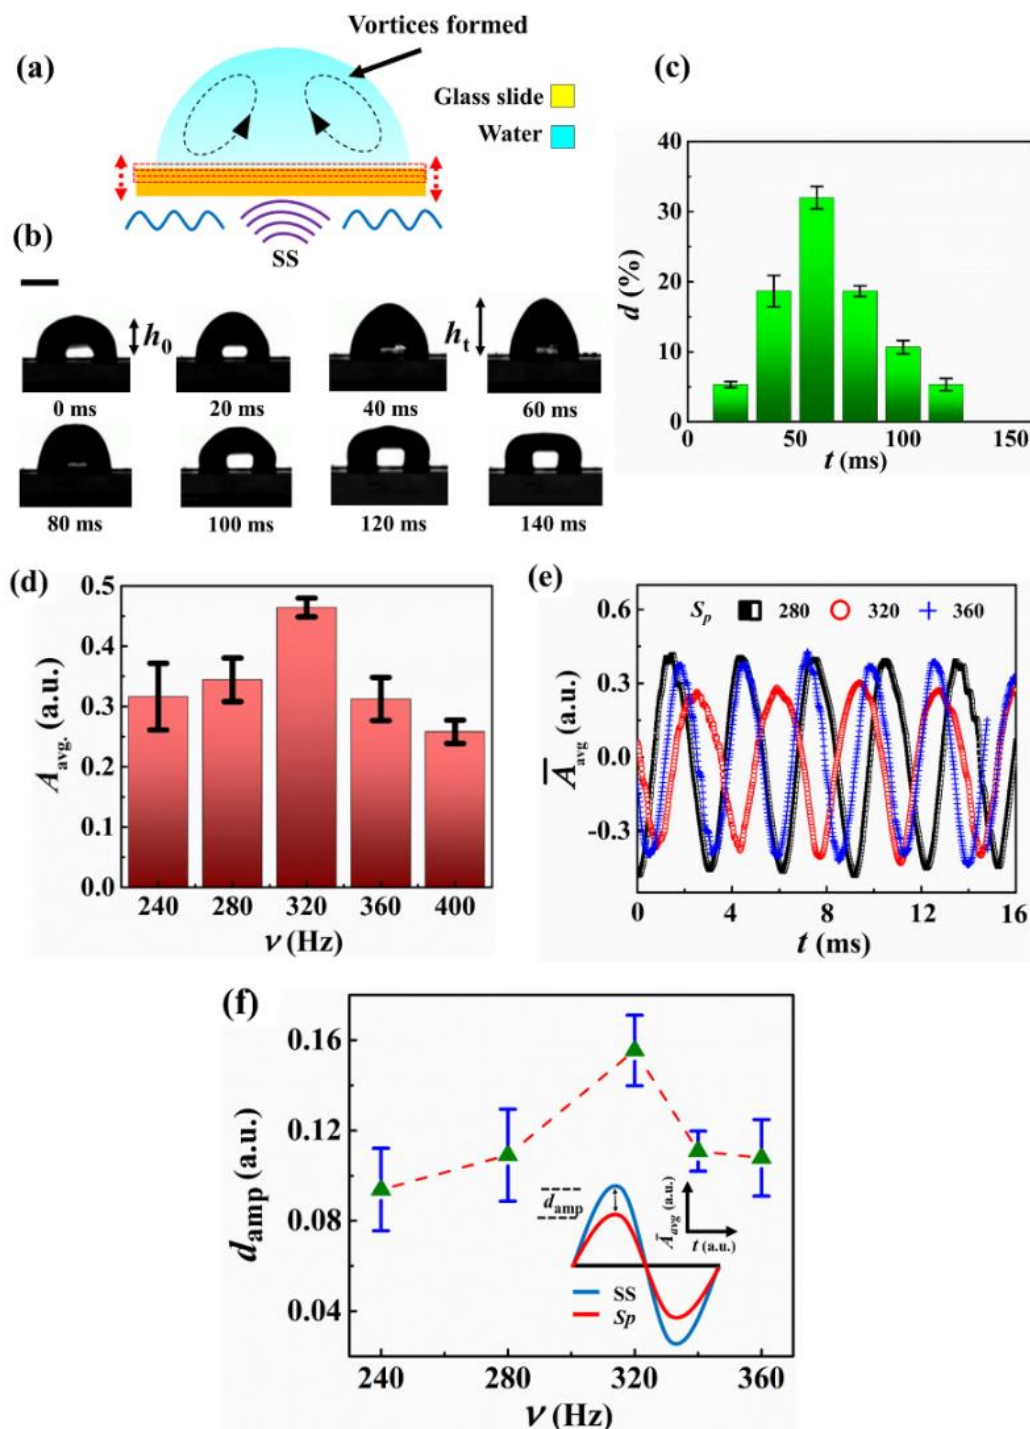 (a)
Vortices formed
Glass slide
Water
SS
(b)
h0
ht
0 ms
20 ms
40 ms
60 ms
80 ms
100 ms
120 ms
140 ms
(c)
40
30
20
10
0
d (%)
0
50
100
150
t (ms)
(d)
0.5
0.4
0.3
0.2
0.1
0.0
Aavg. (a.u.)
240
280
320
360
400
ν (Hz)
(e)
Sp
280
320
360
0.6
0.3
0.0
-0.3
A̅avg (a.u.)
0
4
8
12
16
t (ms)
(f)
0.16
0.12
0.08
0.04
damp (a.u.)
damp
A̅avg (a.u.)
t (a.u.)
SS
Sp
240
280
320
360
ν (Hz)